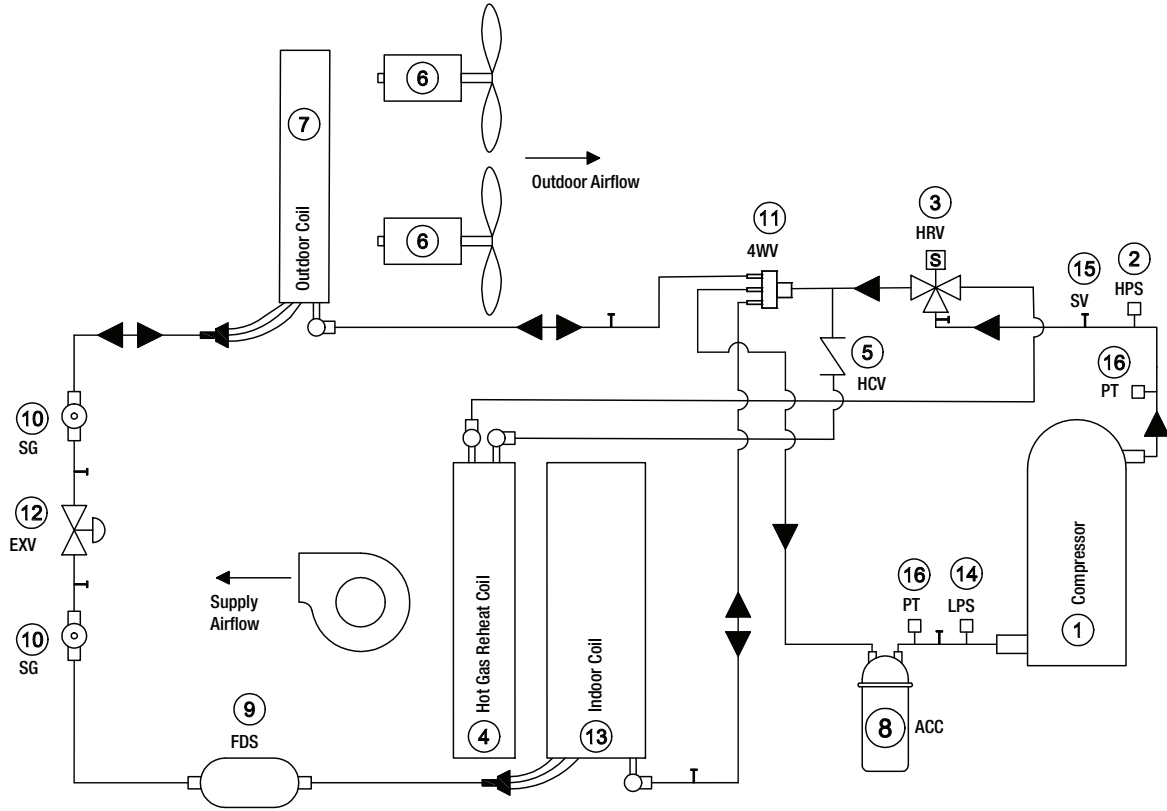 6
7
Outdoor Coil
Outdoor Airflow
6
11
4WV
3
HRV
S
15
SV
2
HPS
16
PT
5
HCV
10
SG
12
EXV
10
SG
Supply
Airflow
9
FDS
Hot Gas Reheat Coil
4
Indoor Coil
13
16
PT
14
LPS
Compressor
1
8
ACC